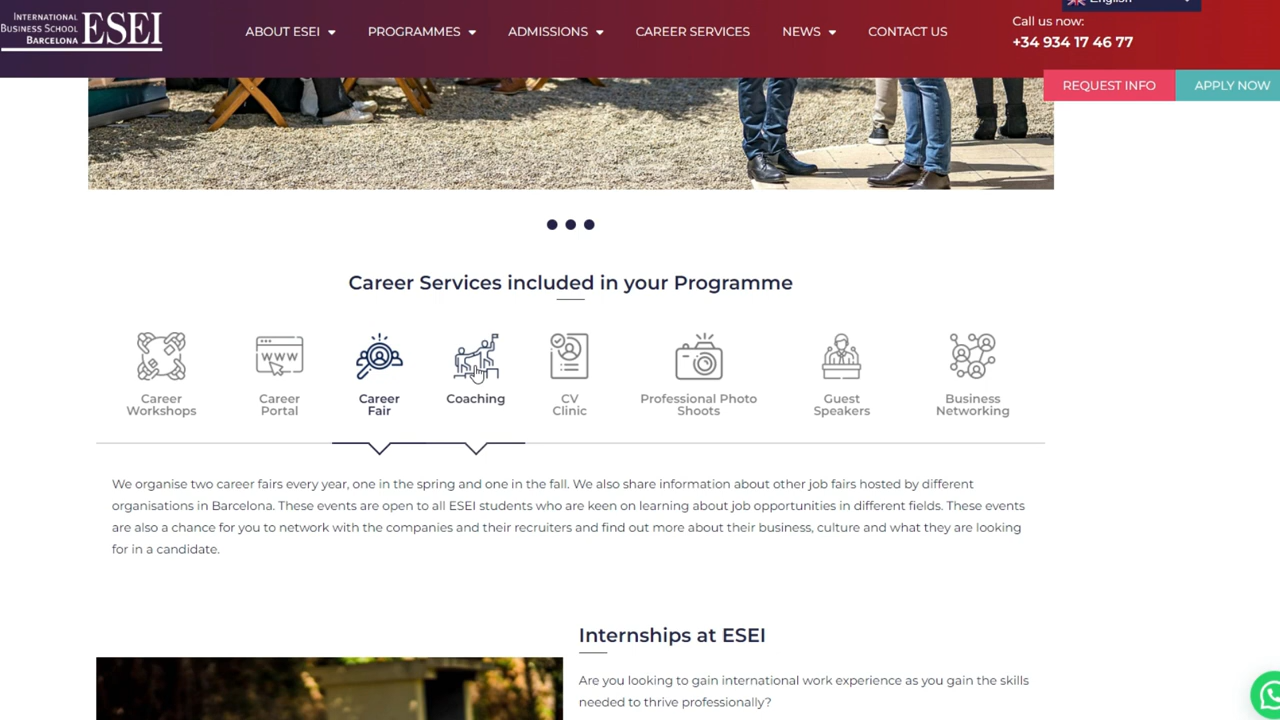 INTERNATIONAL
BUSINESS SCHOOL
BARCELONA
ESEI
ABOUT ESEI
PROGRAMMES
ADMISSIONS
CAREER SERVICES
NEWS
CONTACT US
English
Call us now:
+34 934 17 46 77
REQUEST INFO
APPLY NOW
Career Services included in your Programme
WWW
Career
Workshops
Career
Portal
Career
Fair
Coaching
CV
Clinic
Professional Photo
Shoots
Guest
Speakers
Business
Networking
We organise two career fairs every year, one in the spring and one in the fall. We also share information about other job fairs hosted by different
organisations in Barcelona. These events are open to all ESEI students who are keen on learning about job opportunities in different fields. These events
are also a chance for you to network with the companies and their recruiters and find out more about their business, culture and what they are looking
for in a candidate.
Internships at ESEI
Are you looking to gain international work experience as you gain the skills
needed to thrive professionally?